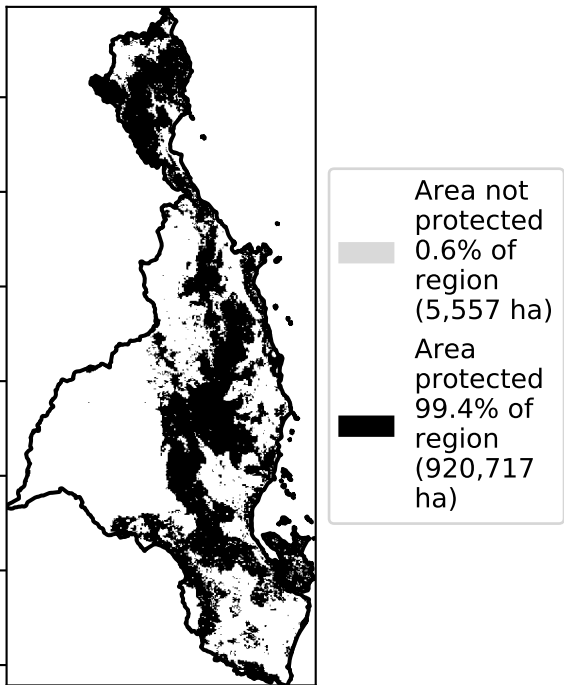 Area not
protected
0.6% of
region
(5,557 ha)
Area
protected
99.4% of
region
(920,717
ha)